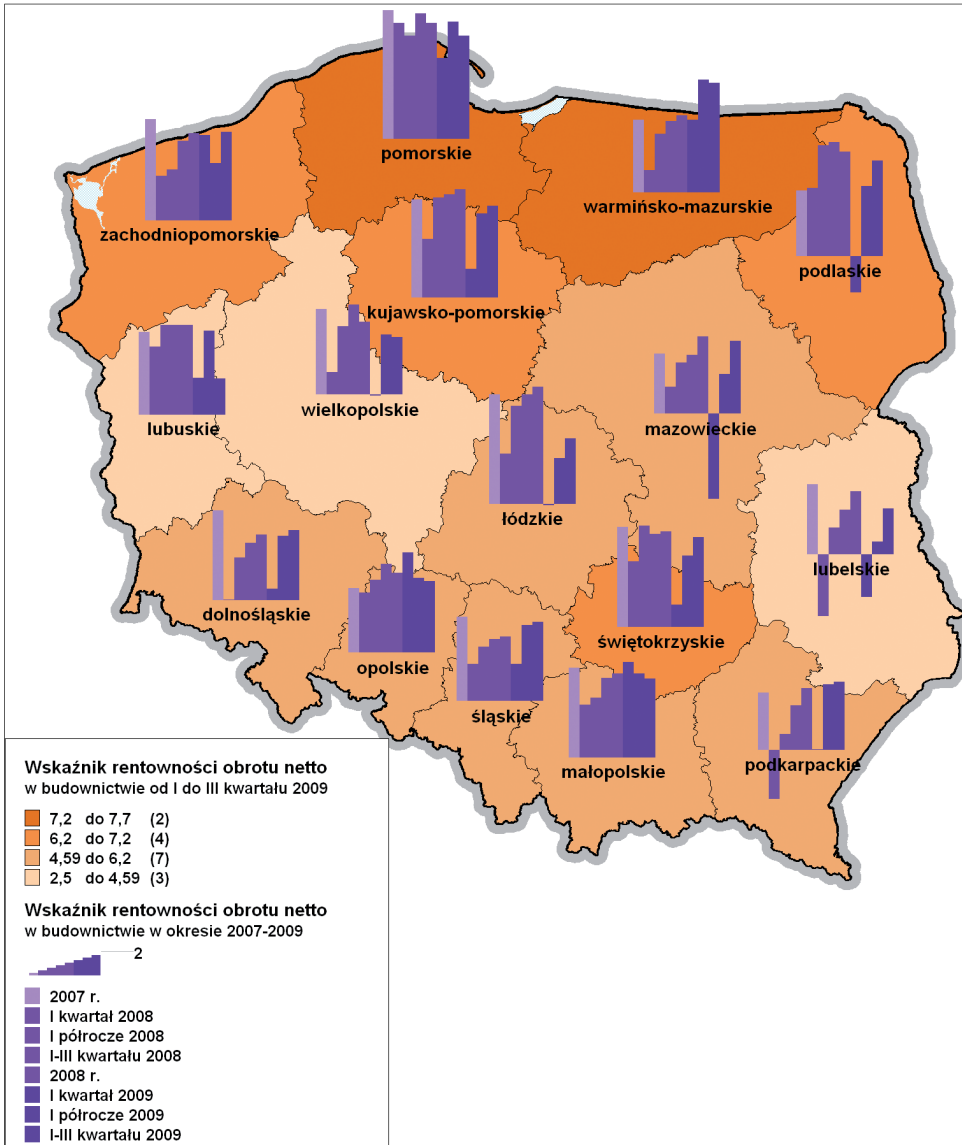 pomorskie
warmińsko-mazurskie
zachodniopomorskie
podlaskie
kujawsko-pomorskie
wielkopolskie
lubuskie
mazowieckie
łódzkie
lubelskie
dolnośląskie
świętokrzyskie
opolskie
śląskie
małopolskie
podkarpackie
Wskaźnik rentowności obrotu netto
w budownictwie od I do III kwartału 2009
7,2 do 7,7 (2)
6,2 do 7,2 (4)
4,59 do 6,2 (7)
2,5 do 4,59 (3)
Wskaźnik rentowności obrotu netto
w budownictwie w okresie 2007-2009
2
2007 r.
I kwartał 2008
I półrocze 2008
I-III kwartału 2008
2008 r.
I kwartał 2009
I półrocze 2009
I-III kwartału 2009